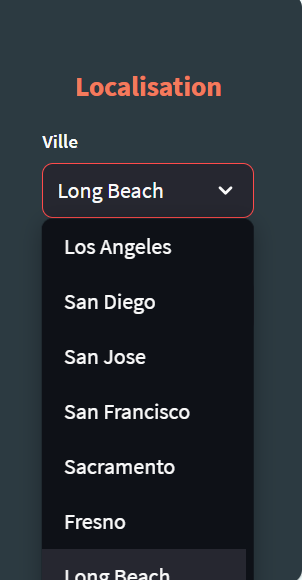 Localisation
Ville
Long Beach
Los Angeles
San Diego
San Jose
San Francisco
Sacramento
Fresno
Long Beach